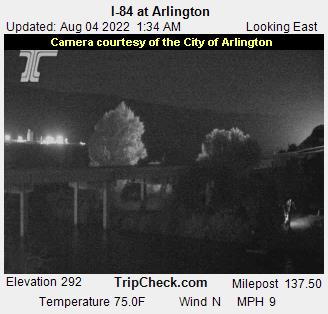 I-84 at Arlington
Updated: Aug 04 2022 1:34 AM Looking East
Camera courtesy of the City of Arlington
Elevation 292 TripCheck.com Milepost 137.50
Temperature 75.0F Wind N MPH 9